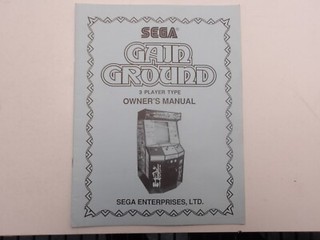 SEGA®
GAIN
GROUND
3 PLAYER TYPE
OWNER'S MANUAL
SEGA ENTERPRISES, LTD.